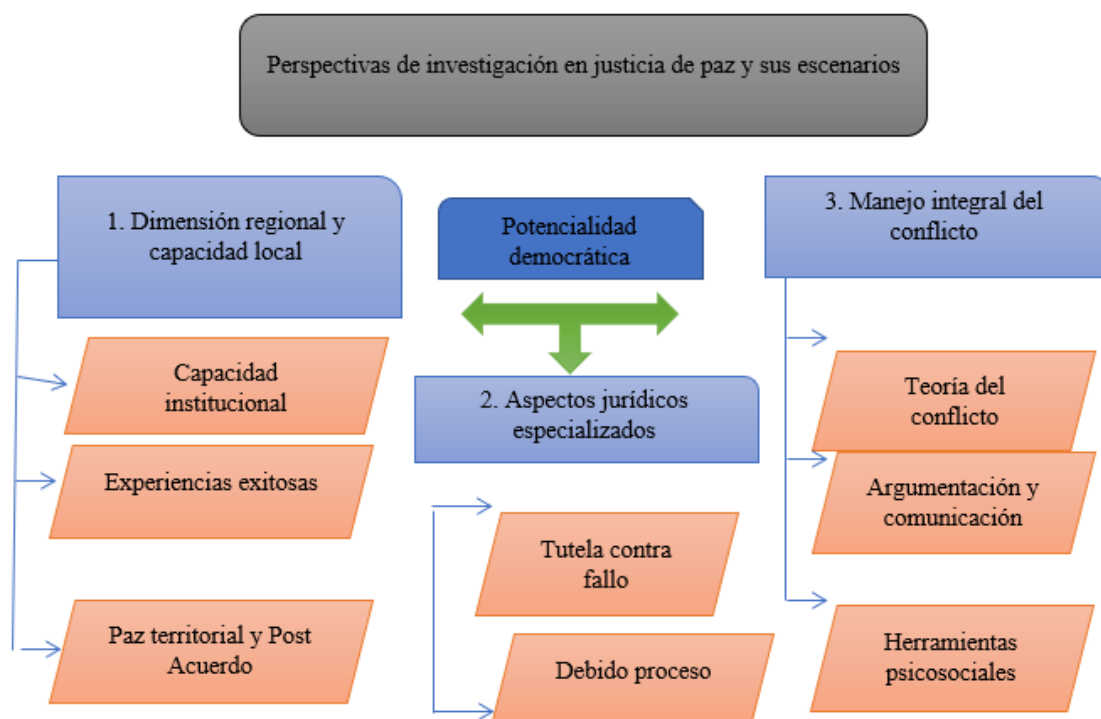 Perspectivas de investigación en justicia de paz y sus escenarios
1. Dimensión regional y
capacidad local
Capacidad
institucional
Experiencias exitosas
Paz territorial y Post
Acuerdo
Potencialidad
democrática
2. Aspectos jurídicos
especializados
Tutela contra
fallo
Debido proceso
3. Manejo integral del
conflicto
Teoría del
conflicto
Argumentación y
comunicación
Herramientas
psicosociales